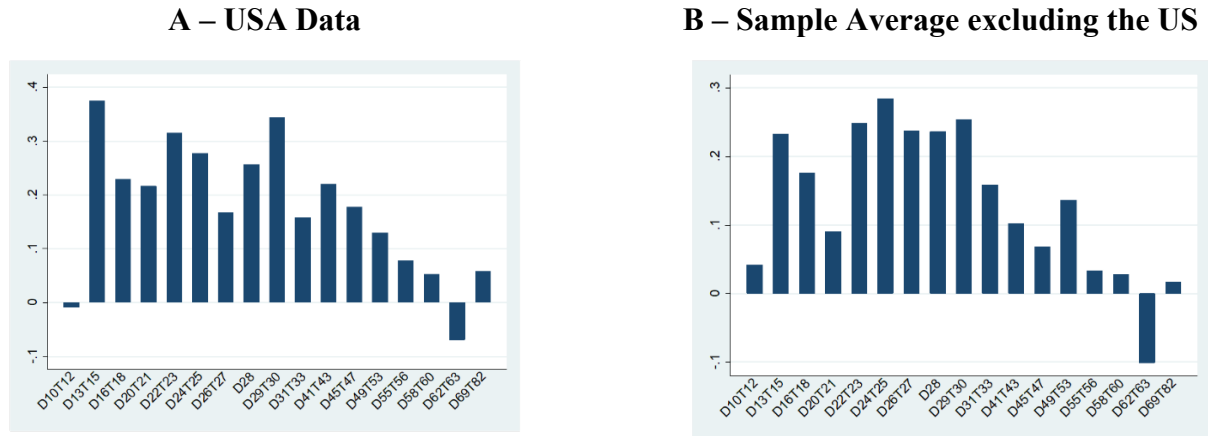 A – USA Data
B – Sample Average excluding the US
.4
.3
.2
.1
0
-.1
D10T12
D13T15
D16T18
D20T21
D22T23
D24T25
D26T27
D28
D29T30
D31T33
D41T43
D45T47
D49T53
D55T56
D58T60
D62T63
D69T82
.3
.2
.1
0
-.1
D10T12
D13T15
D16T18
D20T21
D22T23
D24T25
D26T27
D28
D29T30
D31T33
D41T43
D45T47
D49T53
D55T56
D58T60
D62T63
D69T82